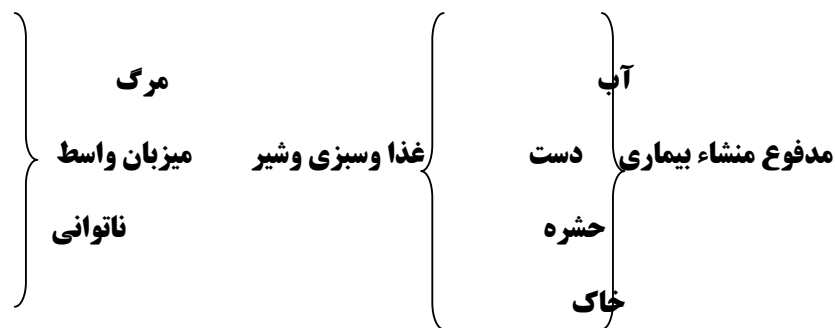 مرگ آب
مدفوع منشاء بیماری دست غذا وسبزی وشیر میزبان واسط
حشره ناتوانی
خاک